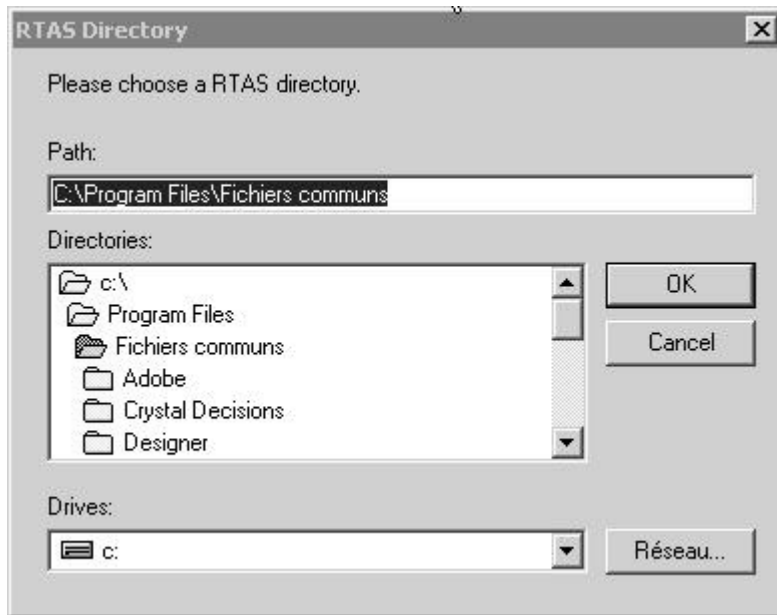 RTAS Directory
Please choose a RTAS directory.
Path:
C:\Program Files\Fichiers communs
Directories:
c:\
Program Files
Fichiers communs
Adobe
Crystal Decisions
Designer
OK
Cancel
Drives:
c:
Réseau...